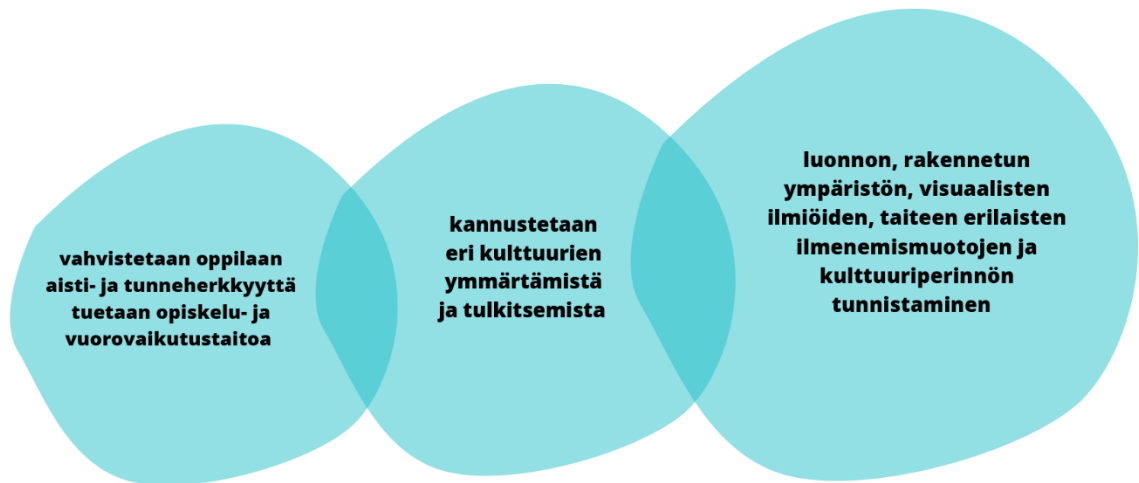 vahvistetaan oppilaan
aisti- ja tunneherkkyyttä
tuetaan opiskelu- ja
vuorovaikutustaitoa
kannustetaan
eri kulttuurien
ymmärtämistä
ja tulkitsemista
luonnon, rakennetun
ympäristön, visuaalisten
ilmiöiden, taiteen erilaisten
ilmenemismuotojen ja
kulttuuriperinnön
tunnistaminen